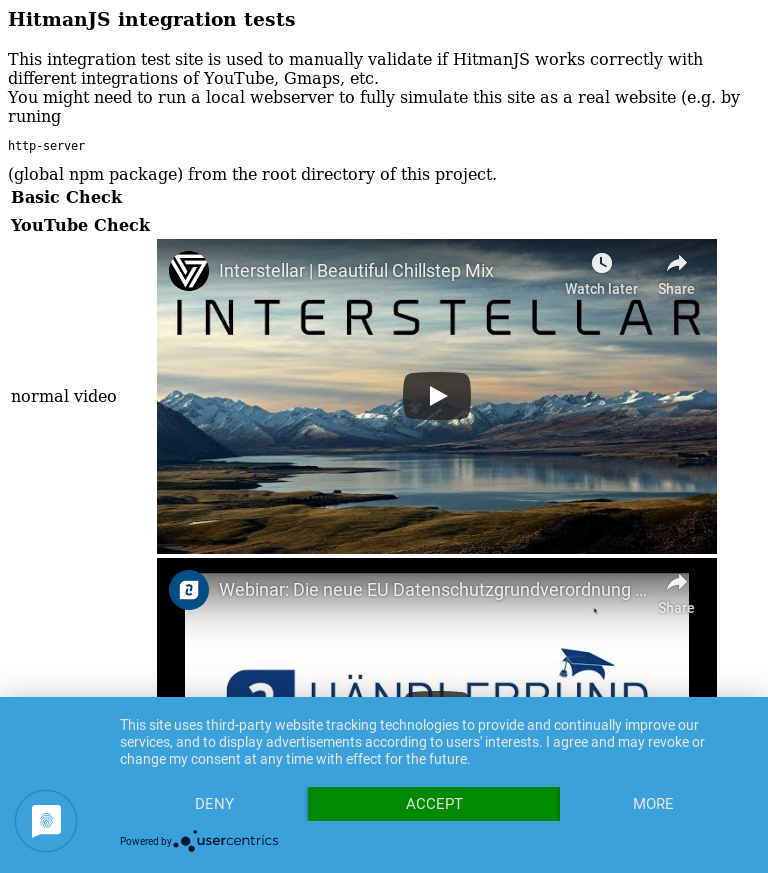 HitmanJS integration tests
This integration test site is used to manually validate if HitmanJS works correctly with
different integrations of YouTube, Gmaps, etc.
You might need to run a local webserver to fully simulate this site as a real website (e.g. by
runing
http-server
(global npm package) from the root directory of this project.
Basic Check
YouTube Check
Interstellar | Beautiful Chillstep Mix
Watch later
Share
INTERSTELLAR
normal video
Webinar: Die neue EU Datenschutzgrundverordnung ...
Share
HÄNDLERBUND
This site uses third-party website tracking technologies to provide and continually improve our
services, and to display advertisements according to users' interests. I agree and may revoke or
change my consent at any time with effect for the future.
DENY
ACCEPT
MORE
Powered by usercentrics